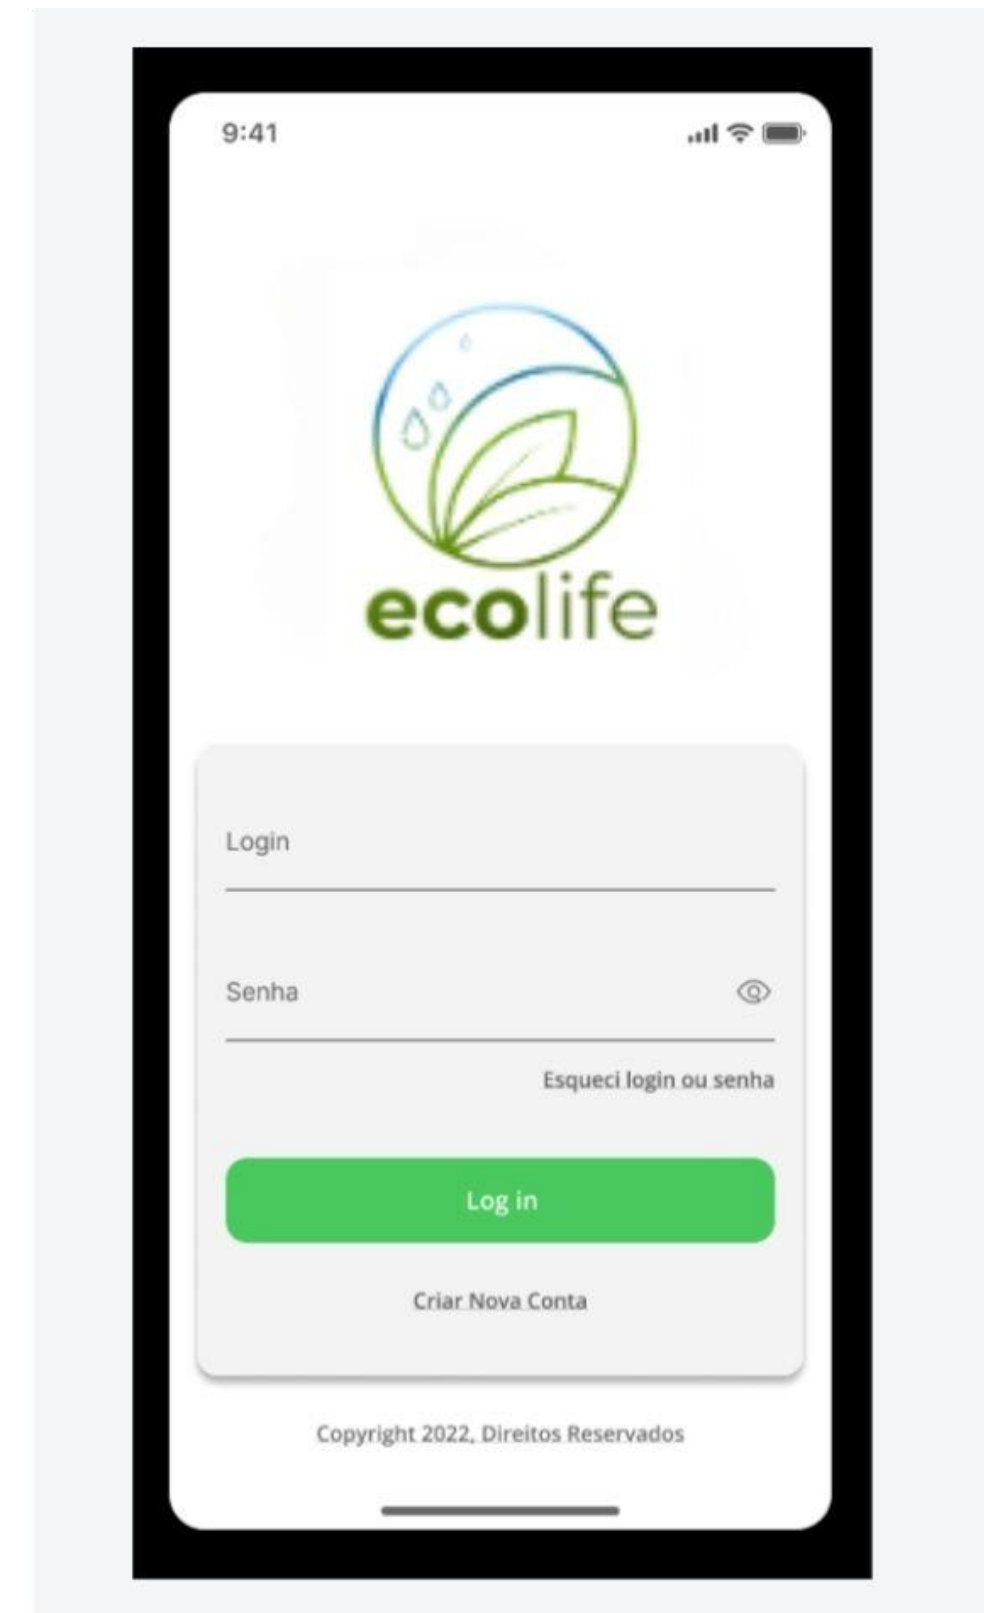 9:41
ecolife
Login
Senha
Esqueci login ou senha
Log in
Criar Nova Conta
Copyright 2022, Direitos Reservados